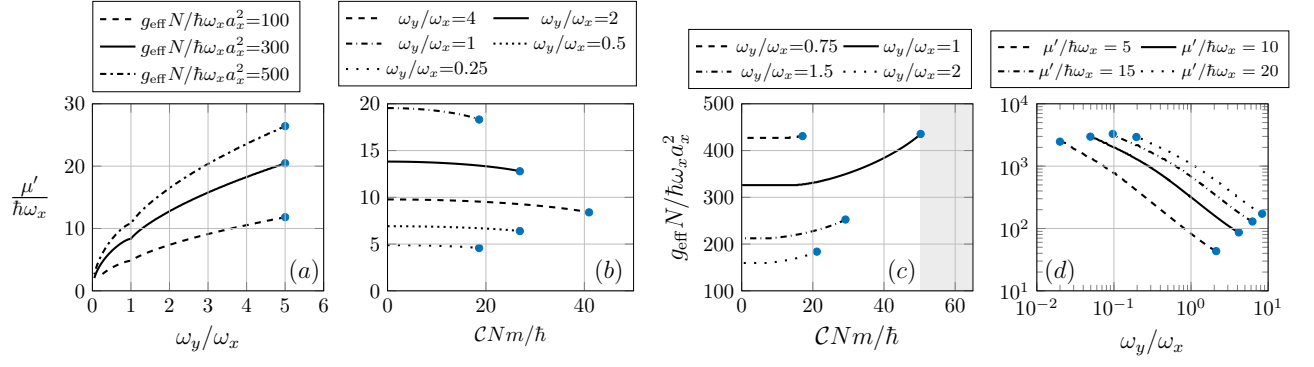 g_eff N/ℏω_x a_x^2=100
g_eff N/ℏω_x a_x^2=300
g_eff N/ℏω_x a_x^2=500
μ′/ℏω_x
30
20
10
0
0 1 2 3 4 5 6
(a)
ω_y/ω_x
ω_y/ω_x=4 ω_y/ω_x=2
ω_y/ω_x=1 ω_y/ω_x=0.5
ω_y/ω_x=0.25
20
15
10
5
0
0 20 40
(b)
𝒞Nm/ℏ
ω_y/ω_x=0.75 ω_y/ω_x=1
ω_y/ω_x=1.5 ω_y/ω_x=2
g_eff N/ℏω_x a_x^2
500
400
300
200
100
0 20 40 60
(c)
𝒞Nm/ℏ
μ′/ℏω_x = 5 μ′/ℏω_x = 10
μ′/ℏω_x = 15 μ′/ℏω_x = 20
10^4
10^3
10^2
10^1
10^−2 10^−1 10^0 10^1
(d)
ω_y/ω_x